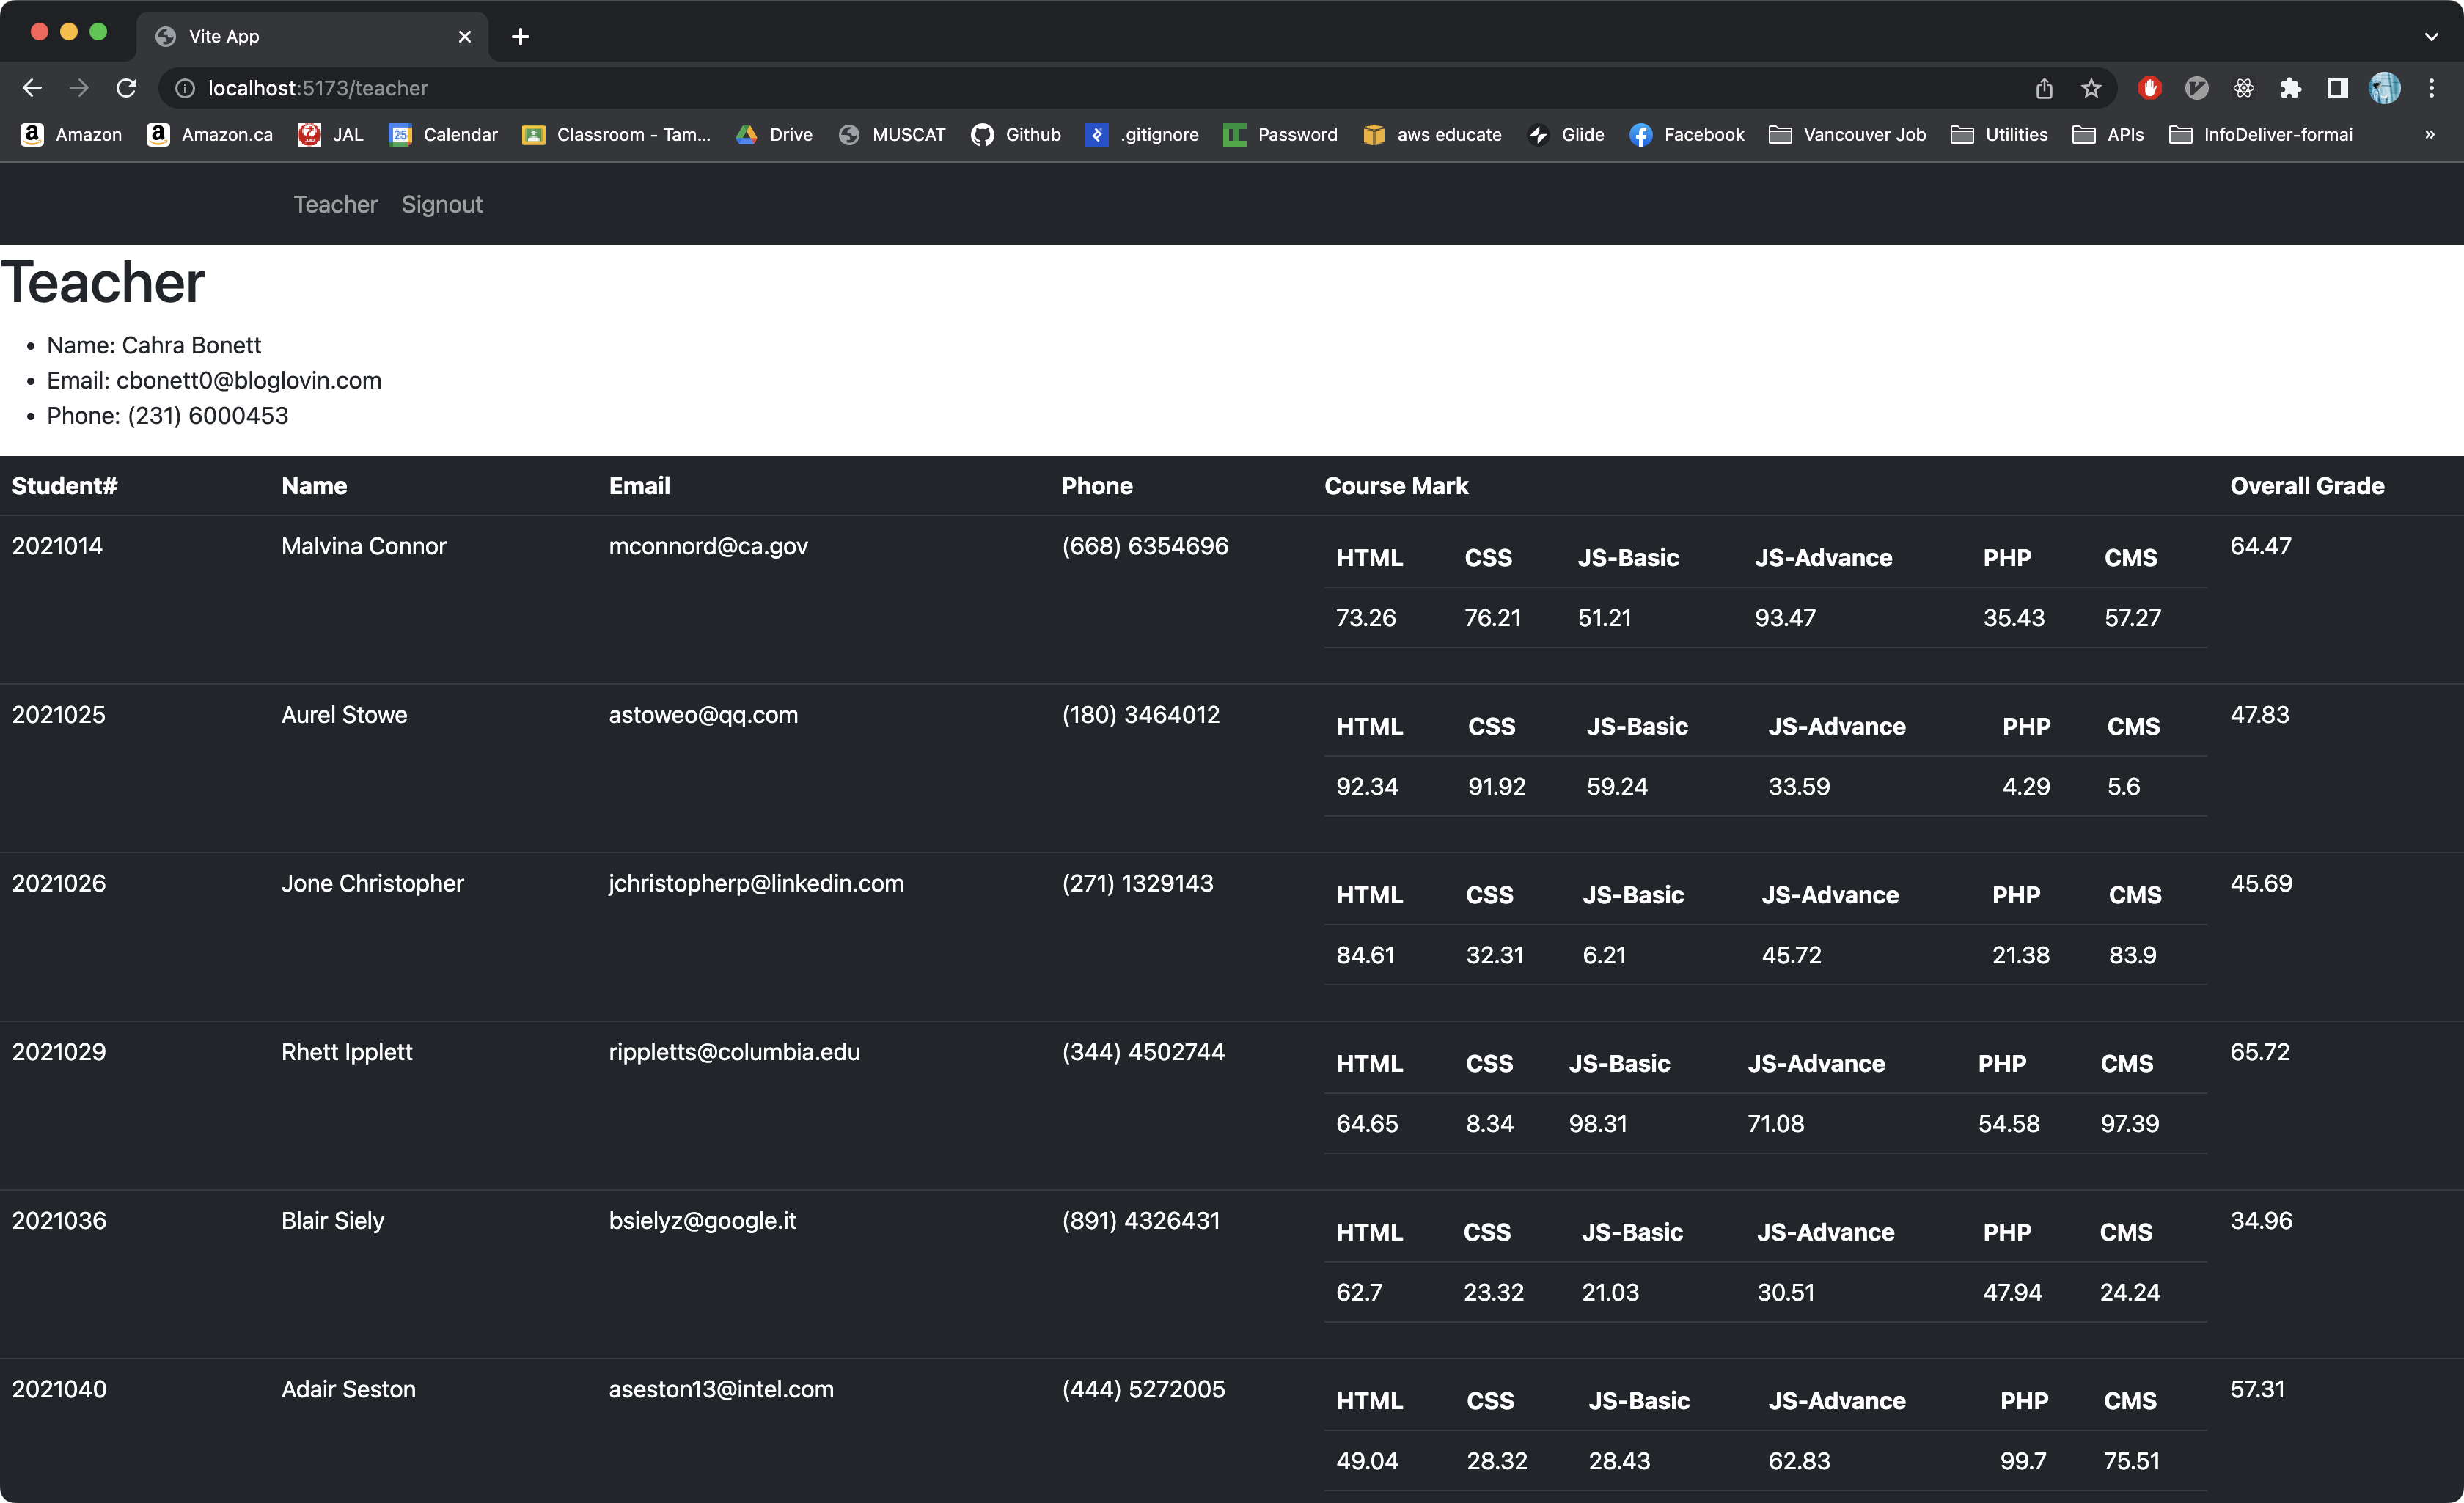 Vite App
localhost:5173/teacher
Amazon Amazon.ca JAL 25 Calendar Classroom - Tam... Drive MUSCAT Github .gitignore Password aws educate Glide Facebook Vancouver Job Utilities APIs InfoDeliver-formai »
Teacher Signout
Teacher
• Name: Cahra Bonett
• Email: cbonett0@bloglovin.com
• Phone: (231) 6000453
Student# Name Email Phone Course Mark Overall Grade
2021014 Malvina Connor mconnord@ca.gov (668) 6354696 64.47
HTML CSS JS-Basic JS-Advance PHP CMS
73.26 76.21 51.21 93.47 35.43 57.27
2021025 Aurel Stowe astoweo@qq.com (180) 3464012 47.83
HTML CSS JS-Basic JS-Advance PHP CMS
92.34 91.92 59.24 33.59 4.29 5.6
2021026 Jone Christopher jchristopherp@linkedin.com (271) 1329143 45.69
HTML CSS JS-Basic JS-Advance PHP CMS
84.61 32.31 6.21 45.72 21.38 83.9
2021029 Rhett Ipplett rippletts@columbia.edu (344) 4502744 65.72
HTML CSS JS-Basic JS-Advance PHP CMS
64.65 8.34 98.31 71.08 54.58 97.39
2021036 Blair Siely bsielyz@google.it (891) 4326431 34.96
HTML CSS JS-Basic JS-Advance PHP CMS
62.7 23.32 21.03 30.51 47.94 24.24
2021040 Adair Seston aseston13@intel.com (444) 5272005 57.31
HTML CSS JS-Basic JS-Advance PHP CMS
49.04 28.32 28.43 62.83 99.7 75.51